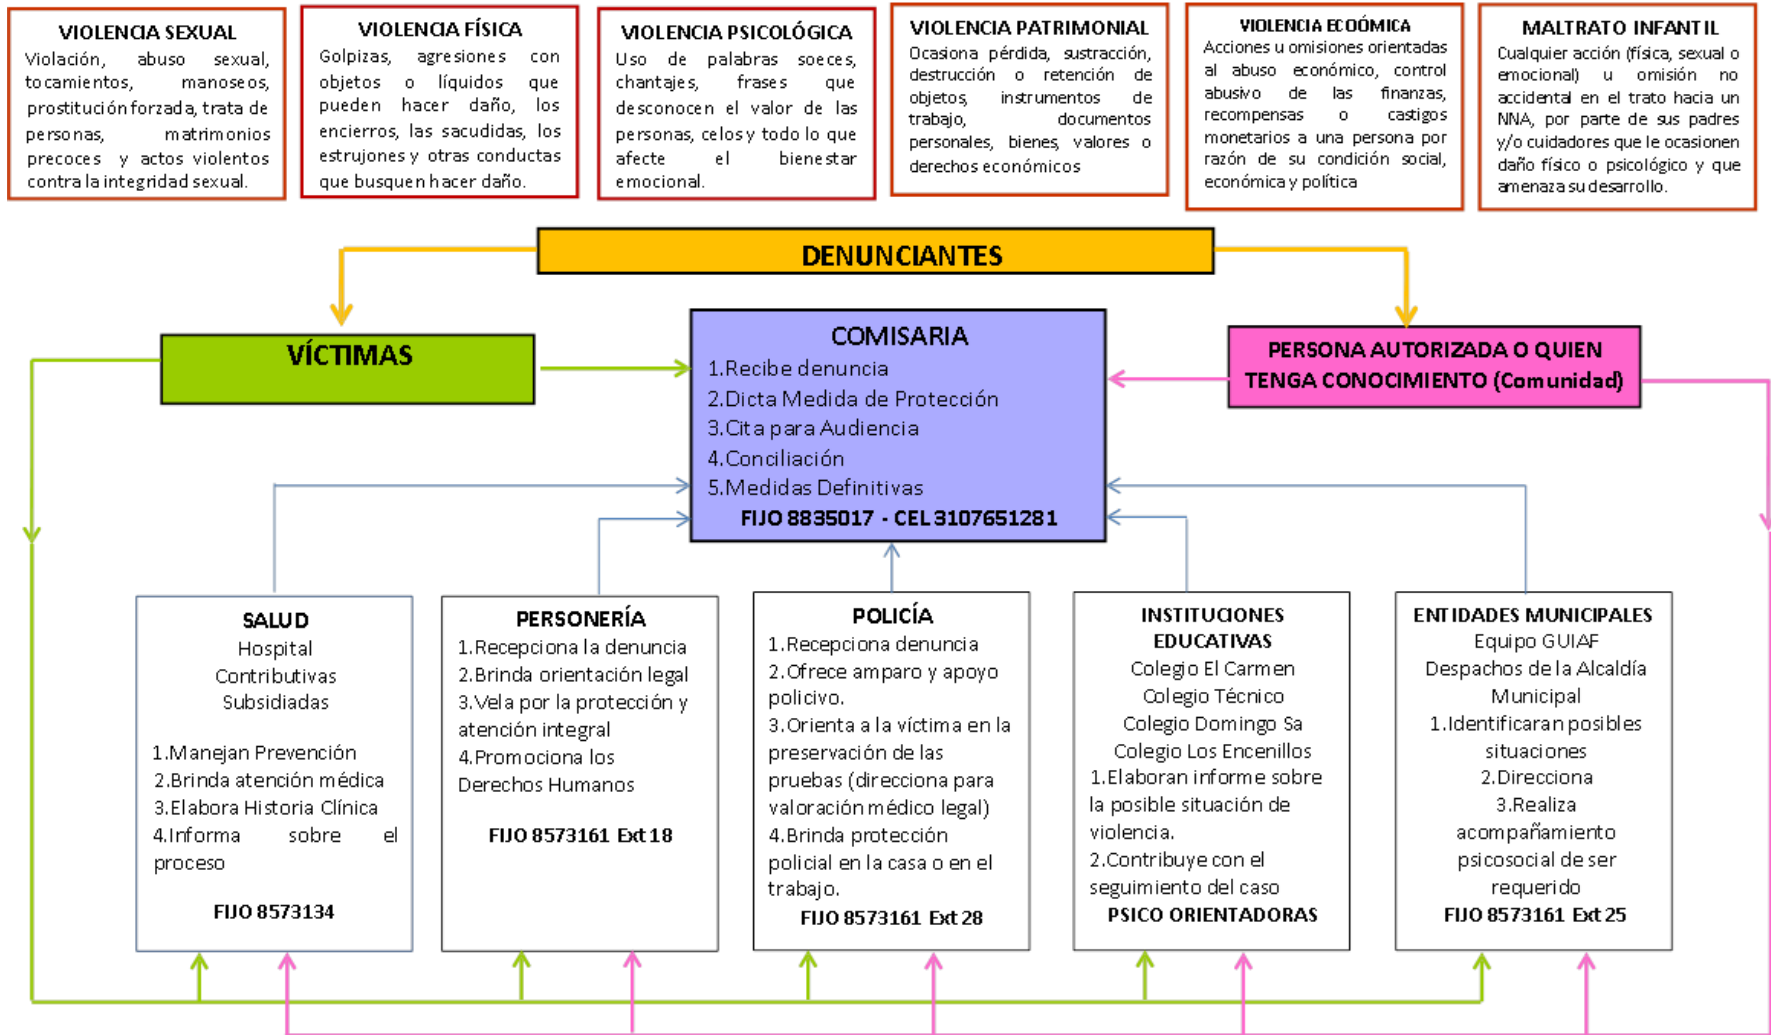 VIOLENCIA SEXUAL
Violación, abuso sexual,
tocamientos, manoseos,
prostitución forzada, trata de
personas, matrimonios
precoces y actos violentos
contra la integridad sexual.
VIOLENCIA FÍSICA
Golpizas, agresiones con
objetos o líquidos que
pueden hacer daño, los
encierros, las sacudidas, los
estrujones y otras conductas
que busquen hacer daño.
VIOLENCIA PSICOLÓGICA
Uso de palabras soeces,
chantajes, frases que
desconocen el valor de las
personas, celos y todo lo que
afecte el bienestar
emocional.
VIOLENCIA PATRIMONIAL
Ocasiona pérdida, sustracción,
destrucción o retención de
objetos, instrumentos de
trabajo, documentos
personales, bienes, valores o
derechos económicos
VIOLENCIA ECOÓMICA
Acciones u omisiones orientadas
al abuso económico, control
abusivo de las finanzas,
recompensas o castigos
monetarios a una persona por
razón de su condición social,
económica y política
MALTRATO INFANTIL
Cualquier acción (física, sexual o
emocional) u omisión no
accidental en el trato hacia un
NNA, por parte de sus padres
y/o cuidadores que le ocasionen
daño físico o psicológico y que
amenaza su desarrollo.
DENUNCIANTES
VÍCTIMAS
COMISARIA
1.Recibe denuncia
2.Dicta Medida de Protección
3.Cita para Audiencia
4.Conciliación
5.Medidas Definitivas
FIJO 8835017 - CEL 3107651281
PERSONA AUTORIZADA O QUIEN
TENGA CONOCIMIENTO (Comunidad)
SALUD
Hospital
Contributivas
Subsidiadas
1.Manejan Prevención
2.Brinda atención médica
3.Elabora Historia Clínica
4.Informa sobre el
proceso
FIJO 8573134
PERSONERÍA
1.Recepciona la denuncia
2.Brinda orientación legal
3.Vela por la protección y
atención integral
4.Promociona los
Derechos Humanos
FIJO 8573161 Ext 18
POLICÍA
1.Recepciona denuncia
2.Ofrece amparo y apoyo
policivo.
3.Orienta a la víctima en la
preservación de las
pruebas (direcciona para
valoración médico legal)
4.Brinda protección
policial en la casa o en el
trabajo.
FIJO 8573161 Ext 28
INSTITUCIONES
EDUCATIVAS
Colegio El Carmen
Colegio Técnico
Colegio Domingo Sa
Colegio Los Encenillos
1.Elaboran informe sobre
la posible situación de
violencia.
2.Contribuye con el
seguimiento del caso
PSICO ORIENTADORAS
ENTIDADES MUNICIPALES
Equipo GUIAF
Despachos de la Alcaldía
Municipal
1.Identificaran posibles
situaciones
2.Direcciona
3.Realiza
acompañamiento
psicosocial de ser
requerido
FIJO 8573161 Ext 25